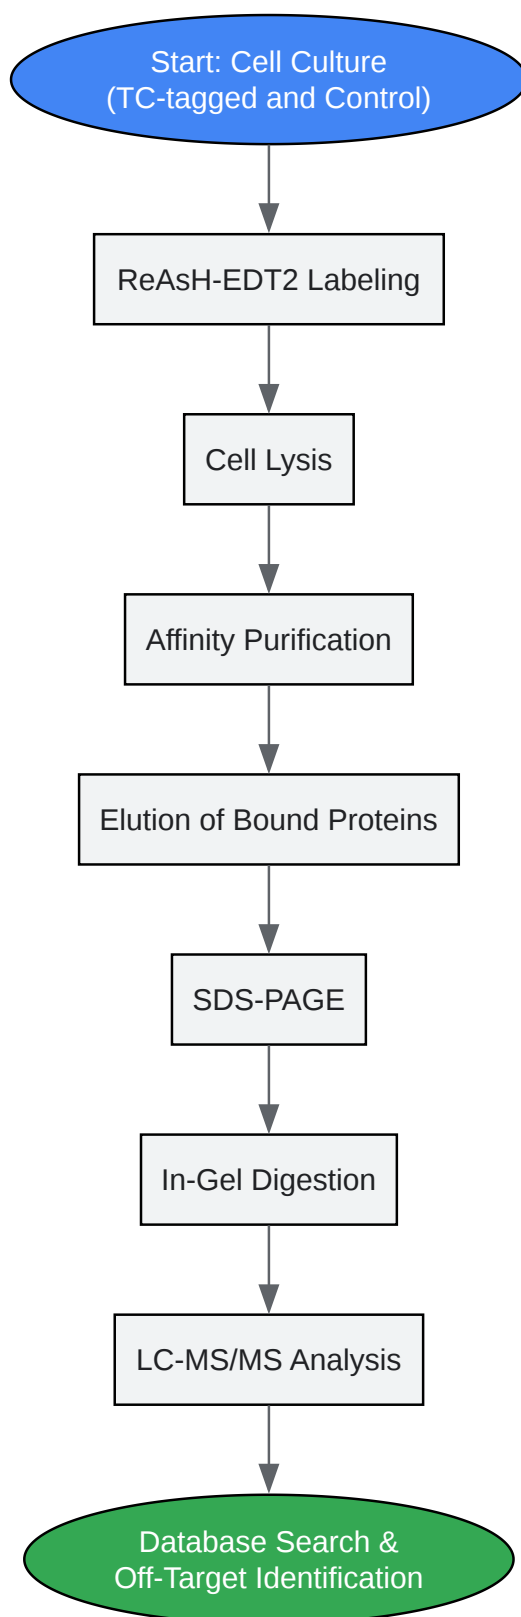 Start: Cell Culture
(TC-tagged and Control)
ReAsH-EDT2 Labeling
Cell Lysis
Affinity Purification
Elution of Bound Proteins
SDS-PAGE
In-Gel Digestion
LC-MS/MS Analysis
Database Search &
Off-Target Identification